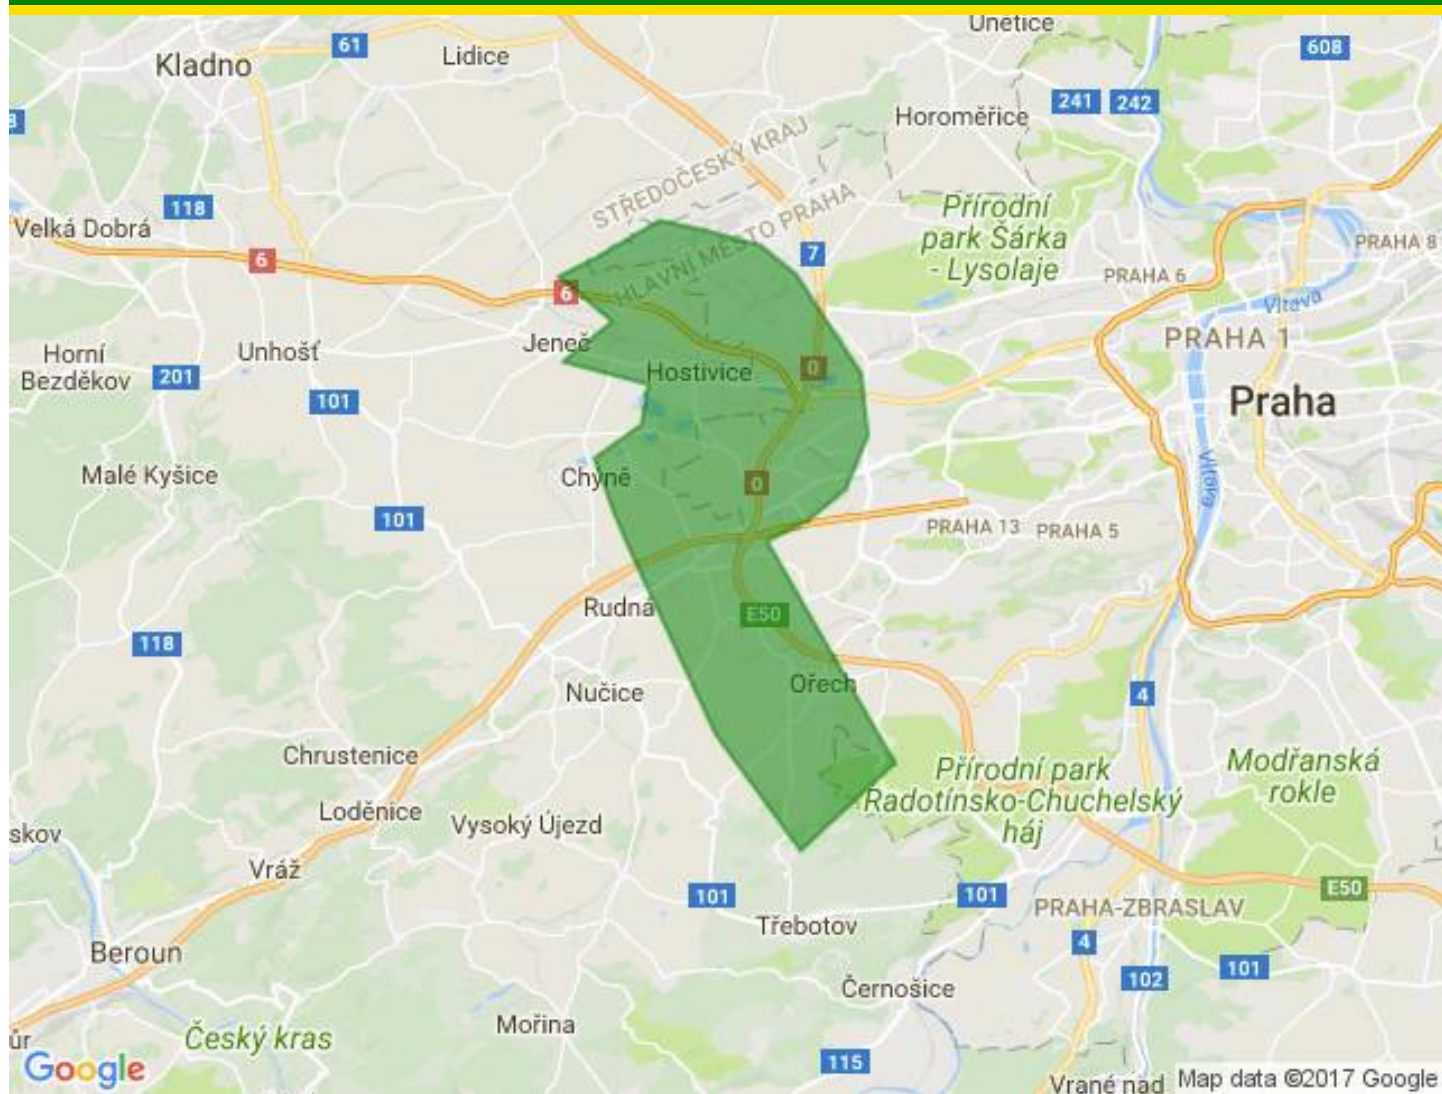 Únětice
61
Kladno
Lidice
608
241
242
Horoměřice
STŘEDOČESKÝ KRAJ
HLAVNÍ MĚSTO PRAHA
118
Velká Dobrá
Přírodní
park Šárka
- Lysolaje
PRAHA 8
7
6
6
PRAHA 6
Vltava
PRAHA 1
Jeneč
Horní
Bezděkov
Unhošť
201
Hostivice
0
101
Praha
Malé Kyšice
Chýně
0
Vltava
101
PRAHA 13
PRAHA 5
Rudná
E50
118
Ořech
Nučice
4
Chrustenice
Přírodní park
Radotínsko-Chuchelský
háj
Modřanská
rokle
Loděnice
Vysoký Újezd
skov
Vráž
101
101
E50
PRAHA-ZBRASLAV
Třebotov
4
Beroun
101
102
Černošice
Mořina
Český kras
ůr
115
Google
Vrané nad
Map data ©2017 Google